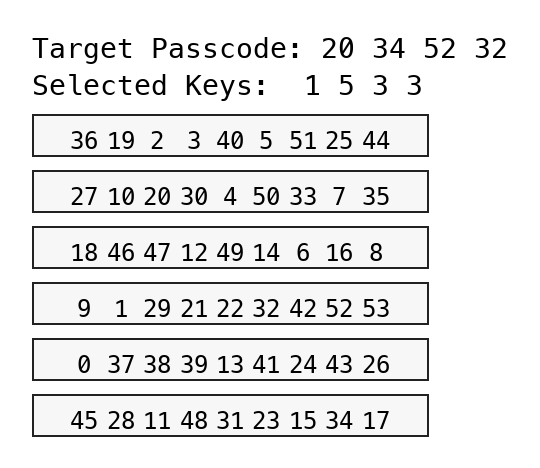 Target Passcode: 20 34 52 32
Selected Keys: 1 5 3 3
36 19 2 3 40 5 51 25 44
27 10 20 30 4 50 33 7 35
18 46 47 12 49 14 6 16 8
9 1 29 21 22 32 42 52 53
0 37 38 39 13 41 24 43 26
45 28 11 48 31 23 15 34 17